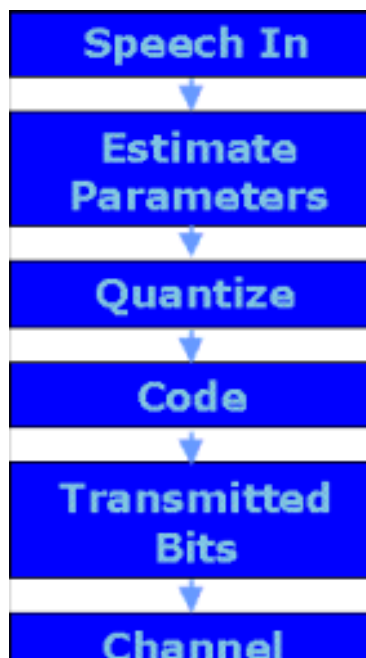 Speech In
Estimate
Parameters
Quantize
Code
Transmitted
Bits
Channel